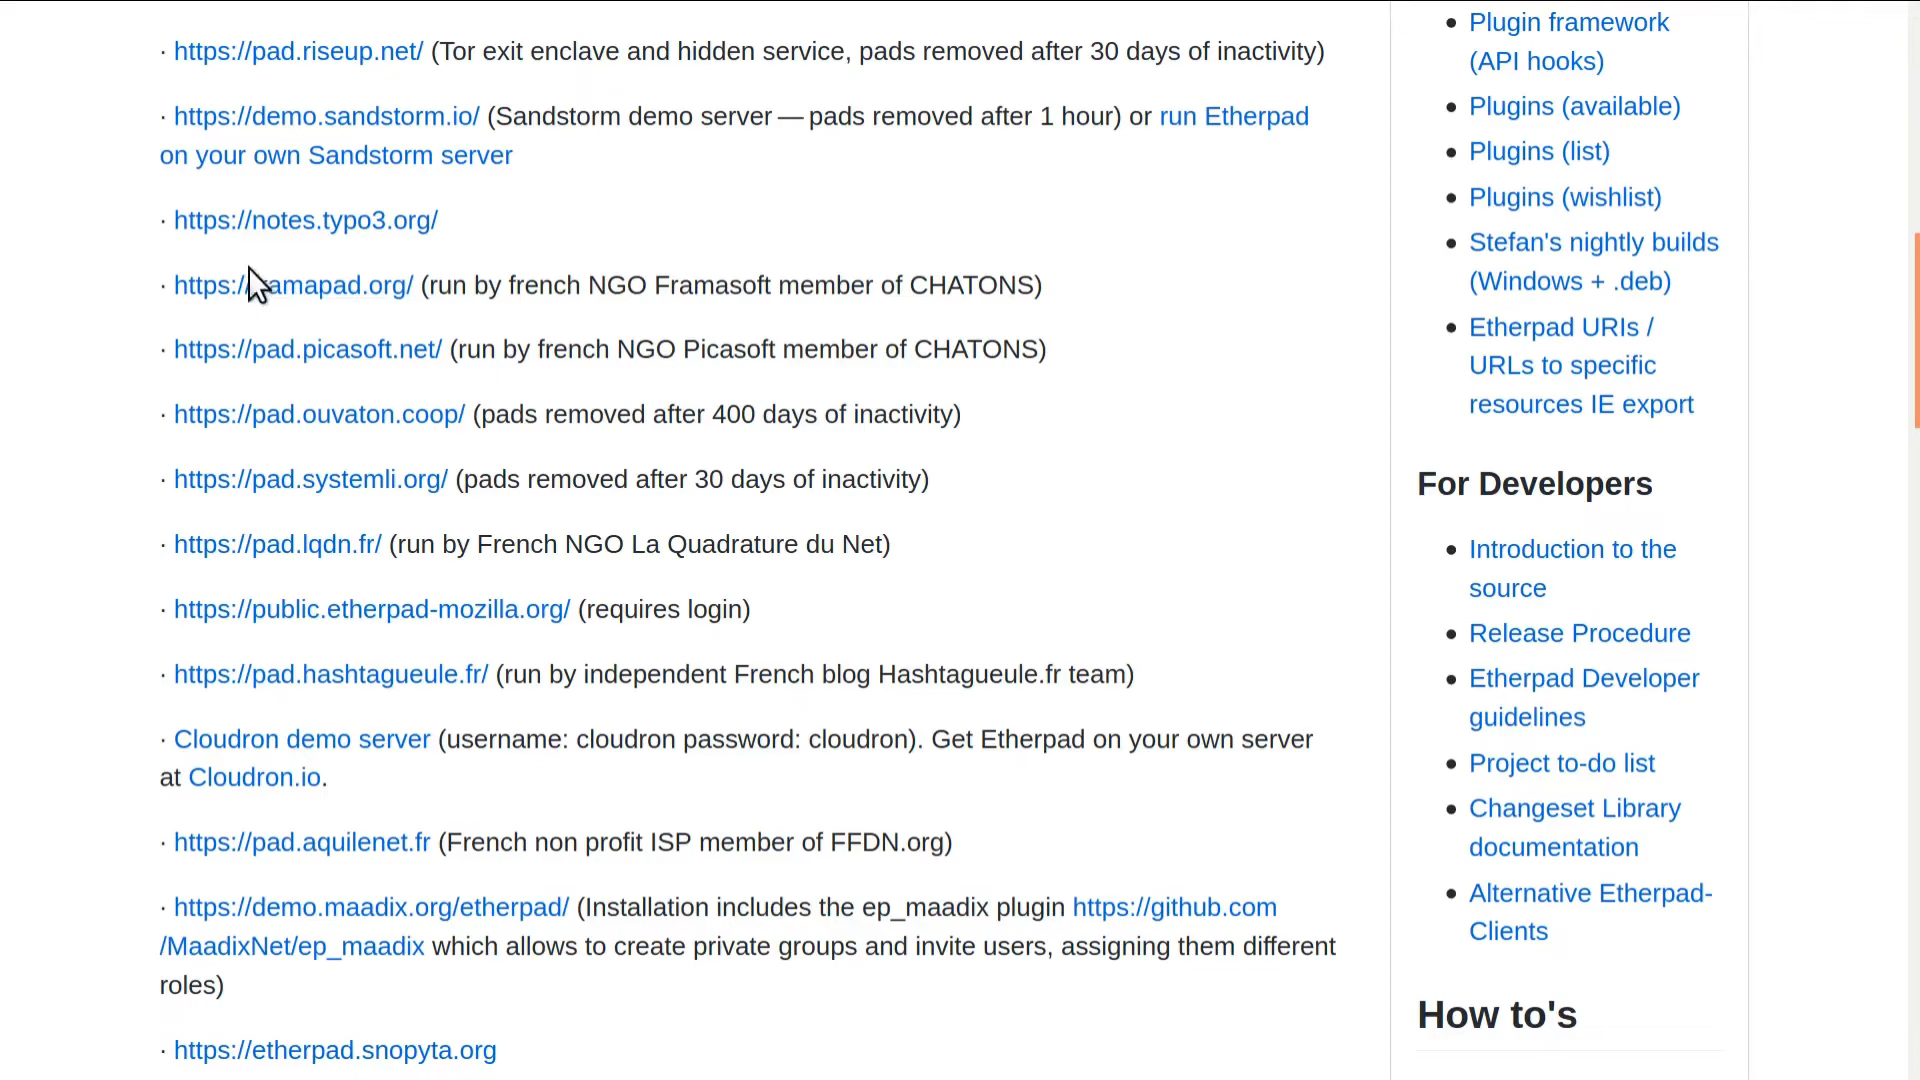 · https://pad.riseup.net/ (Tor exit enclave and hidden service, pads removed after 30 days of inactivity)
· https://demo.sandstorm.io/ (Sandstorm demo server — pads removed after 1 hour) or run Etherpad
on your own Sandstorm server
· https://notes.typo3.org/
· https:/ amapad.org/ (run by french NGO Framasoft member of CHATONS)
· https://pad.picasoft.net/ (run by french NGO Picasoft member of CHATONS)
· https://pad.ouvaton.coop/ (pads removed after 400 days of inactivity)
· https://pad.systemli.org/ (pads removed after 30 days of inactivity)
· https://pad.lqdn.fr/ (run by French NGO La Quadrature du Net)
· https://public.etherpad-mozilla.org/ (requires login)
· https://pad.hashtagueule.fr/ (run by independent French blog Hashtagueule.fr team)
· Cloudron demo server (username: cloudron password: cloudron). Get Etherpad on your own server
at Cloudron.io.
· https://pad.aquilenet.fr (French non profit ISP member of FFDN.org)
· https://demo.maadix.org/etherpad/ (Installation includes the ep_maadix plugin https://github.com
/MaadixNet/ep_maadix which allows to create private groups and invite users, assigning them different
roles)
· https://etherpad.snopyta.org
• Plugin framework
(API hooks)
• Plugins (available)
• Plugins (list)
• Plugins (wishlist)
• Stefan's nightly builds
(Windows + .deb)
• Etherpad URIs /
URLs to specific
resources IE export
For Developers
• Introduction to the
source
• Release Procedure
• Etherpad Developer
guidelines
• Project to-do list
• Changeset Library
documentation
• Alternative Etherpad-
Clients
How to's